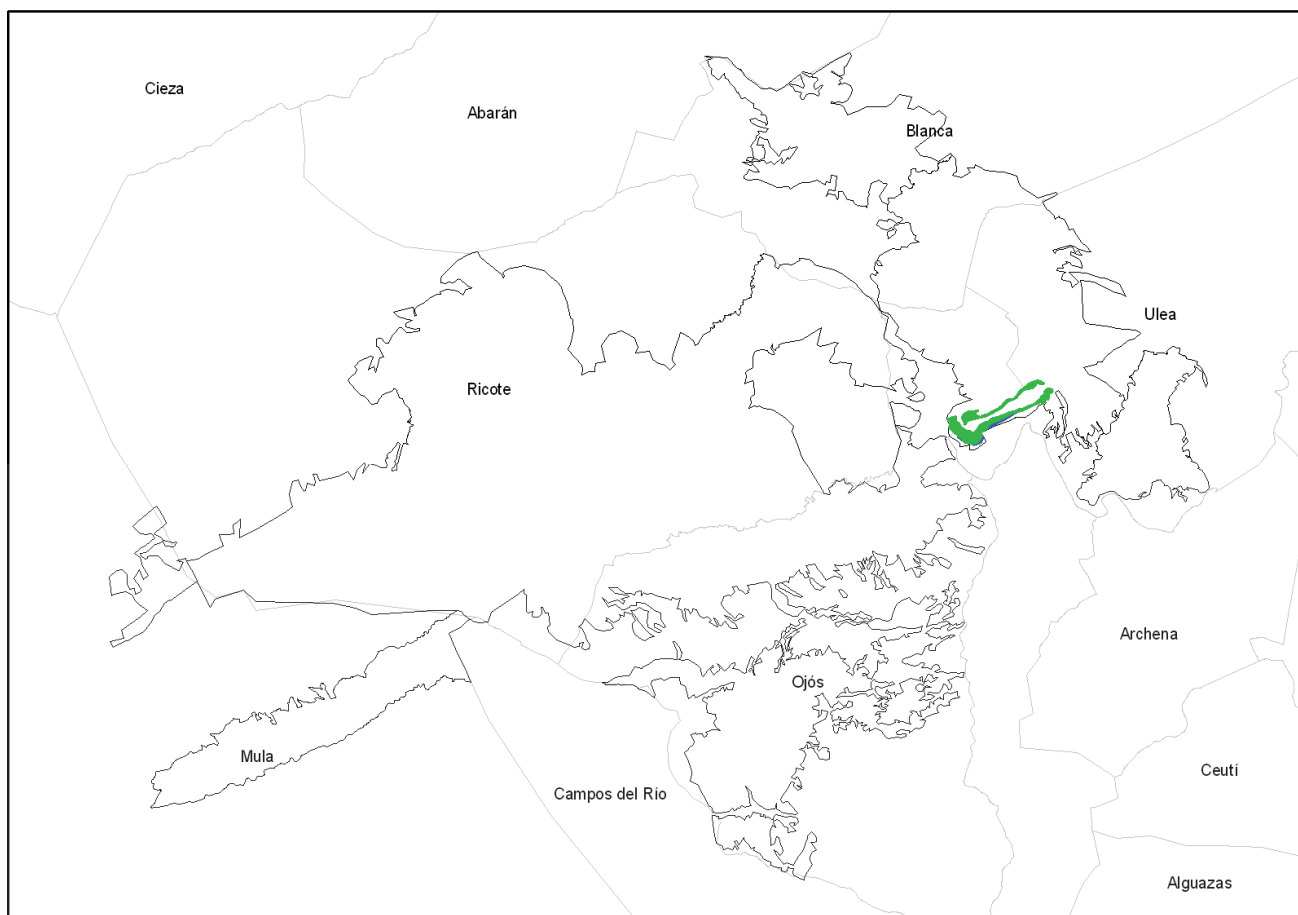 Cieza
Abarán
Blanca
Ulea
Ricote
Archena
Ojós
Mula
Ceutí
Campos del Río
Alguazas